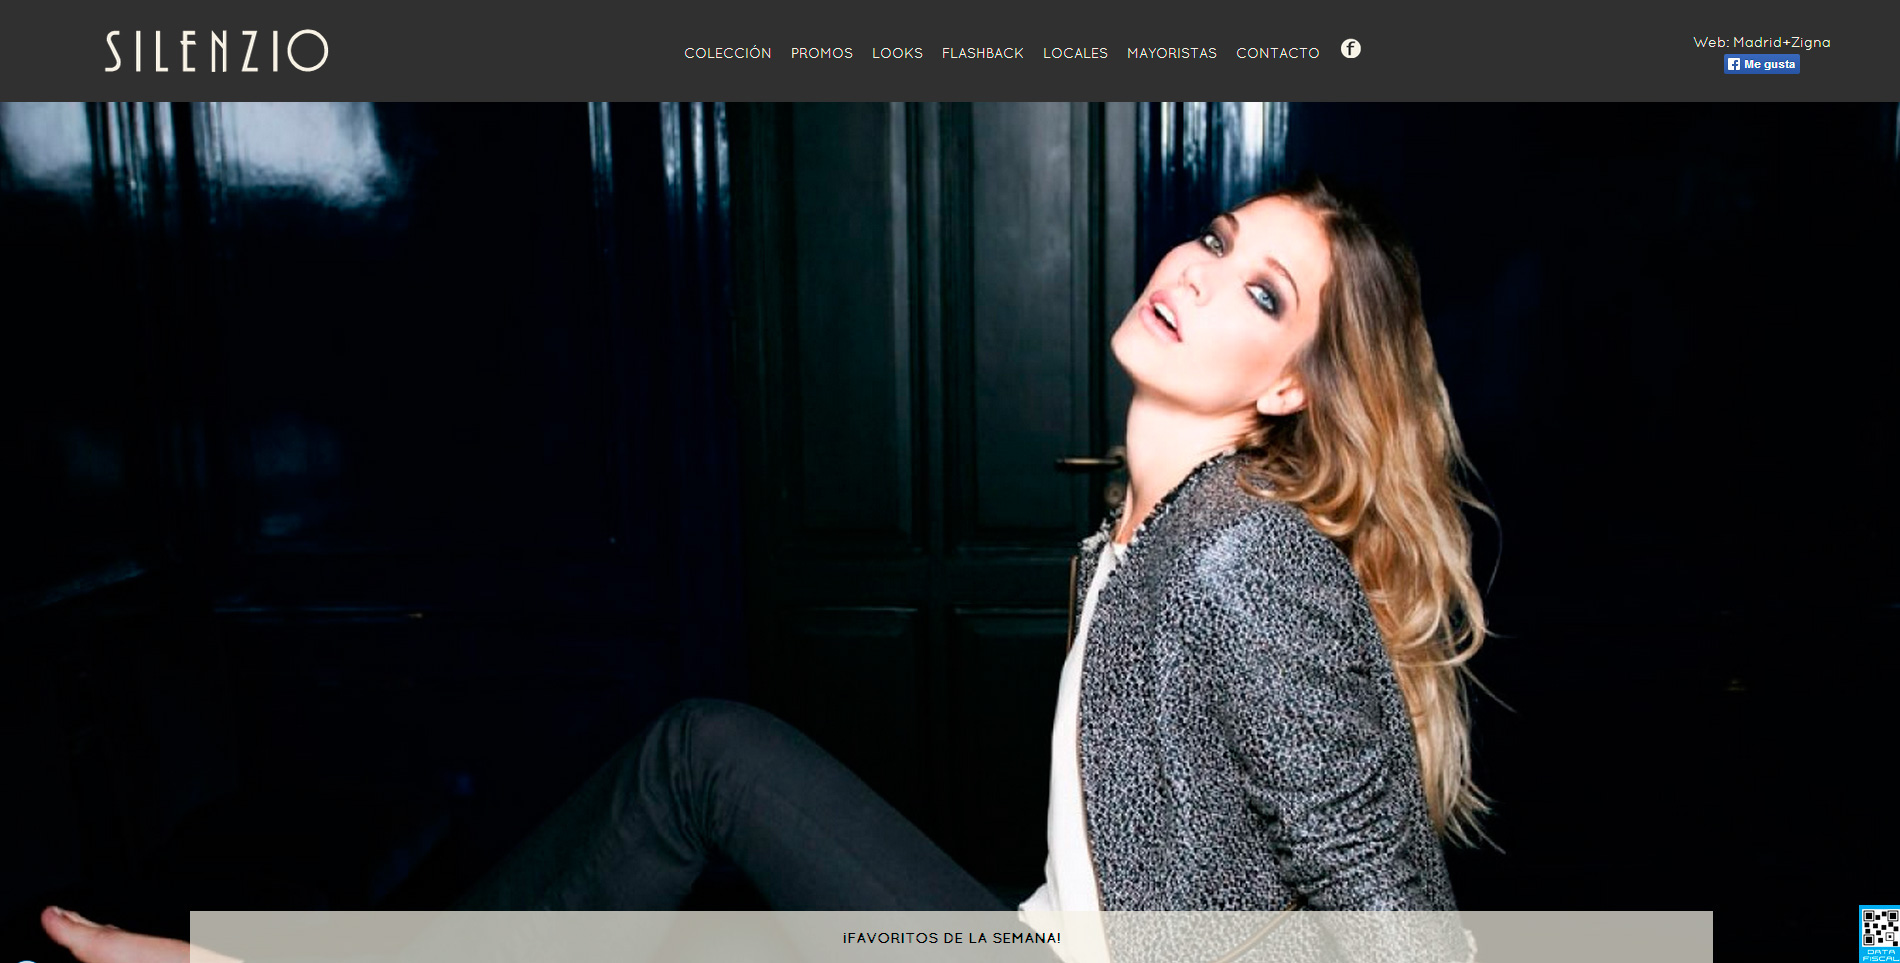 SILENZIO
COLECCIÓN PROMOS LOOKS FLASHBACK LOCALES MAYORISTAS CONTACTO f
Web: Madrid+Zigna
f Me gusta
¡FAVORITOS DE LA SEMANA!
DATA
FISCAL